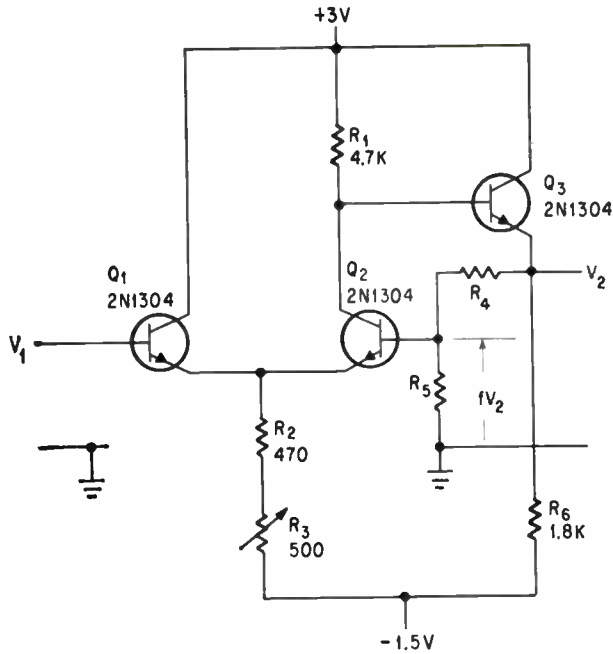 +3V
R1
4.7K
Q3
2N1304
Q1
2N1304
Q2
2N1304
R4
V2
V1
R5
fV2
R2
470
R3
500
R6
1.8K
-1.5V